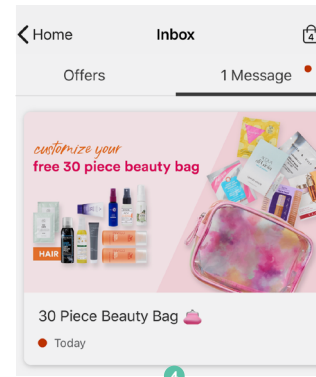 Home
Inbox
4
Offers
1 Message
customize your
free 30 piece beauty bag
HAIR
30 Piece Beauty Bag 👛
Today
4